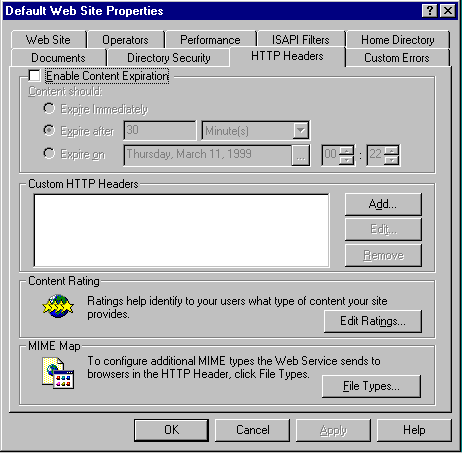 Default Web Site Properties
Web Site Operators Performance ISAPI Filters Home Directory
Documents Directory Security HTTP Headers Custom Errors
Enable Content Expiration
Content should:
Expire Immediately
Expire after 30 Minute(s)
Expire on Thursday, March 11, 1999 ... 00 : 22
Custom HTTP Headers
Add...
Edit...
Remove
Content Rating
Ratings help identify to your users what type of content your site
provides.
Edit Ratings...
MIME Map
To configure additional MIME types the Web Service sends to
browsers in the HTTP Header, click File Types.
File Types...
OK Cancel Apply Help